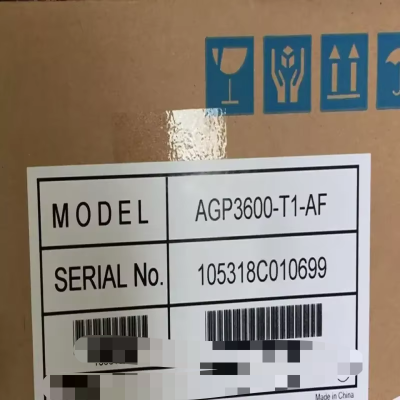 MODEL AGP3600-T1-AF
SERIAL No. 105318C010699
Made in China